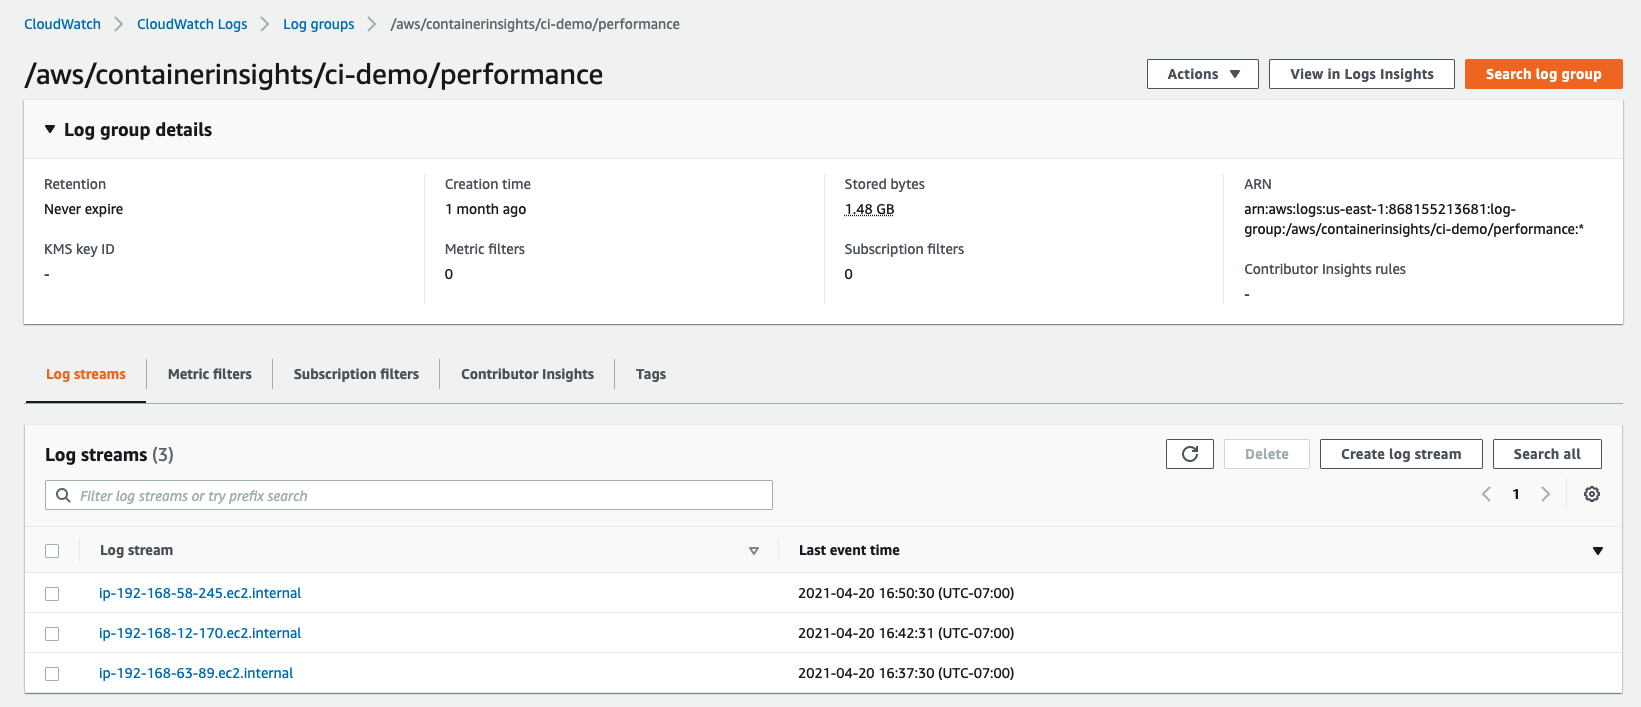 CloudWatch > CloudWatch Logs > Log groups > /aws/containerinsights/ci-demo/performance
/aws/containerinsights/ci-demo/performance
Actions ▼ View in Logs Insights Search log group
▼ Log group details
Retention
Never expire
KMS key ID
-
Creation time
1 month ago
Metric filters
0
Stored bytes
1.48 GB
Subscription filters
0
ARN
arn:aws:logs:us-east-1:868155213681:log-
group:/aws/containerinsights/ci-demo/performance:*
Contributor Insights rules
-
Log streams Metric filters Subscription filters Contributor Insights Tags
Log streams (3)
Delete Create log stream Search all
Filter log streams or try prefix search
1
Log stream Last event time
ip-192-168-58-245.ec2.internal 2021-04-20 16:50:30 (UTC-07:00)
ip-192-168-12-170.ec2.internal 2021-04-20 16:42:31 (UTC-07:00)
ip-192-168-63-89.ec2.internal 2021-04-20 16:37:30 (UTC-07:00)